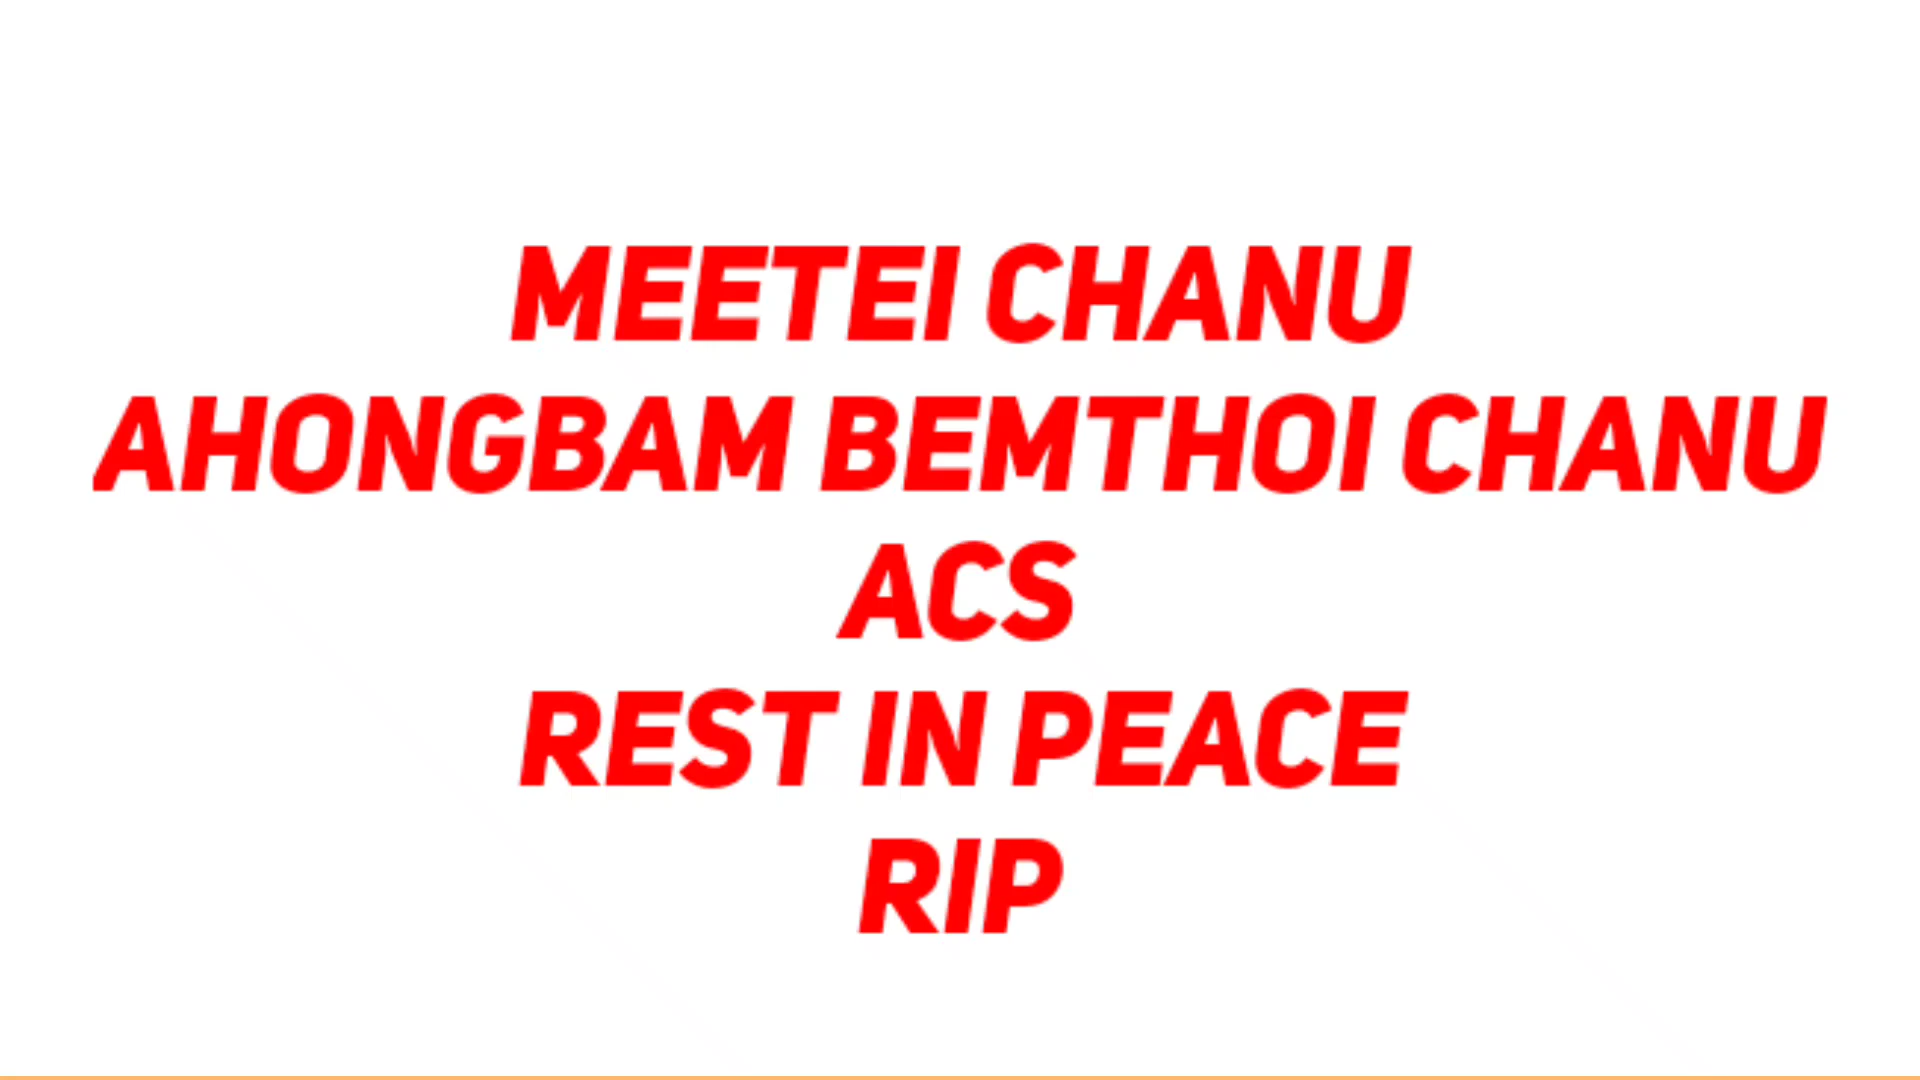 MEETEI CHANU
AHONGBAM BEMTHOI CHANU
ACS
REST IN PEACE
RIP